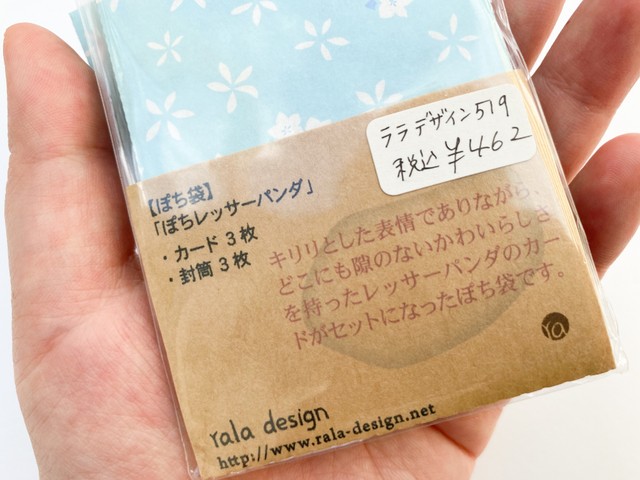 ララデザイン519
税込 ¥462
【ぽち袋】
「ぽちレッサーパンダ」
・カード 3枚
・封筒 3枚
キリリとした表情でありながら、
どこにも隙のないかわいらしさ
を持ったレッサーパンダのカー
ドがセットになったぽち袋です。
ra
rala design
http://www.rala-design.net